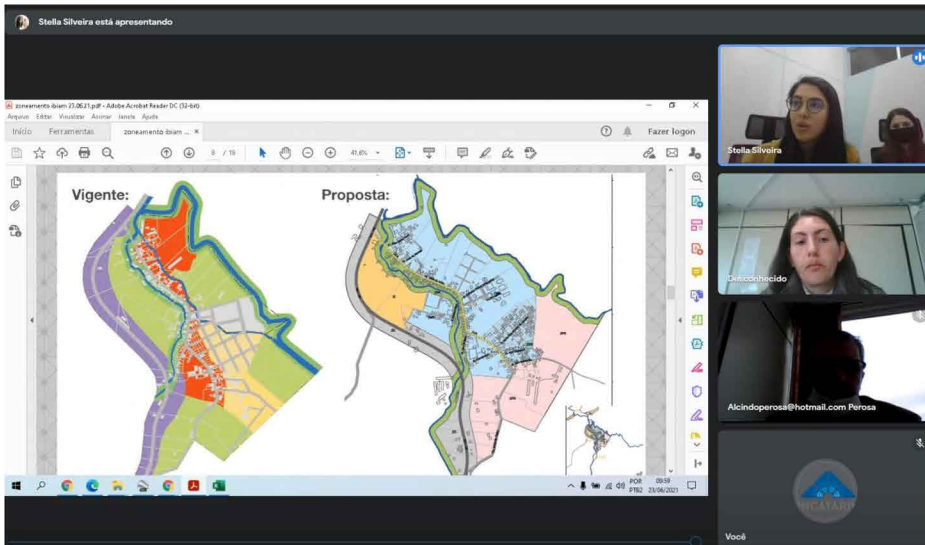 Stella Silveira está apresentando
zoneamento ibiam 23.06.21.pdf - Adobe Acrobat Reader DC (32-bit)
Arquivo Editar Visualizar Assinar Janela Ajuda
Início Ferramentas zoneamento ibiam ... ×
Fazer logon
8 / 19
41,6%
Vigente:
Proposta:
POR
PTB2
09:59
23/06/2021
Stella Silveira
Desconhecido
Alcindoperosa@hotmail.com Perosa
Você